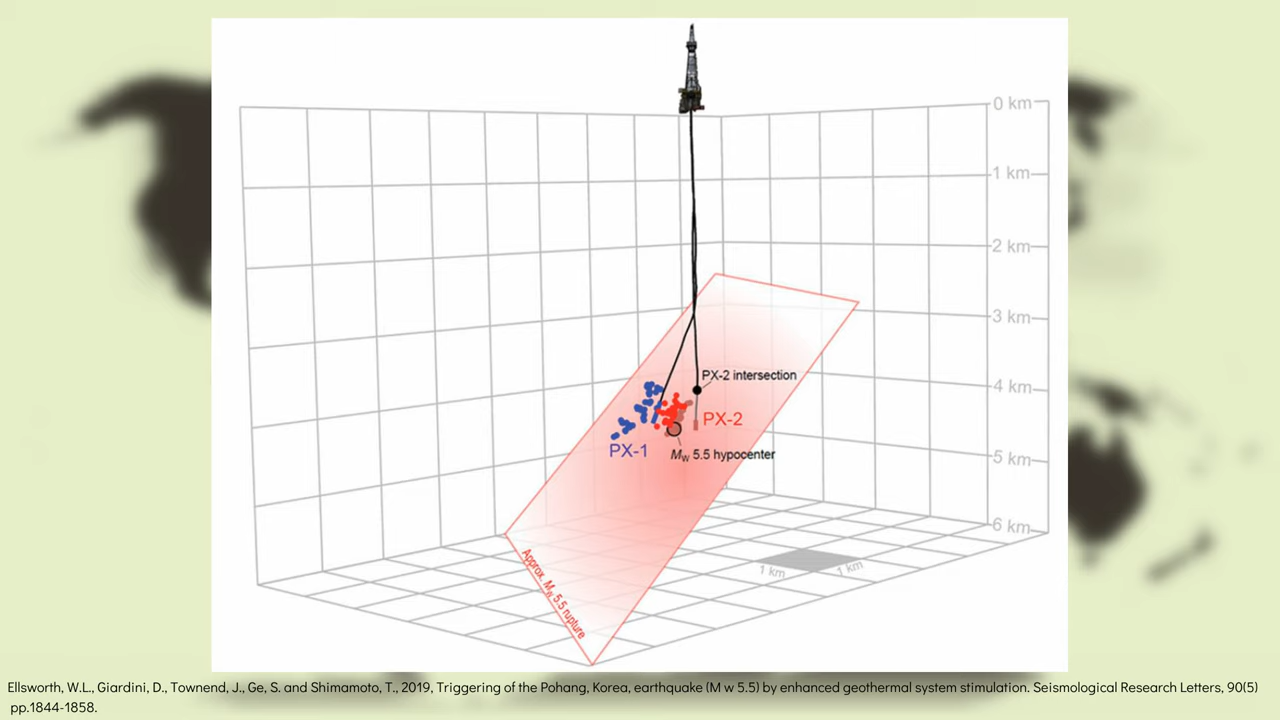 0 km
1 km
2 km
3 km
PX-2 intersection
4 km
PX-2
PX-1
Mw 5.5 hypocenter
5 km
6 km
Approx. Mw 5.5 rupture
1 km
1 km
Ellsworth, W.L., Giardini, D., Townend, J., Ge, S. and Shimamoto, T., 2019, Triggering of the Pohang, Korea, earthquake (M w 5.5) by enhanced geothermal system stimulation. Seismological Research Letters, 90(5)
pp.1844-1858.